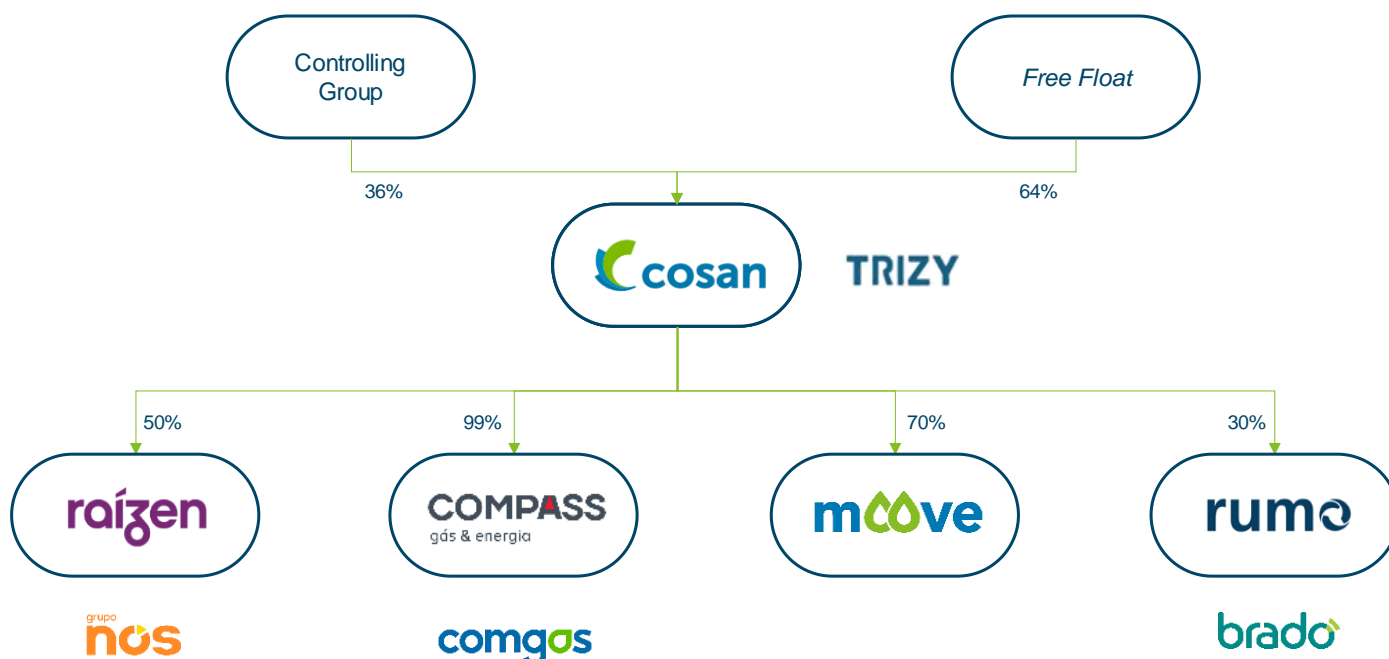 Controlling
Group
Free Float
36%
64%
cosan
TRIZY
50%
99%
70%
30%
raízen
COMPASS
gás & energia
moove
rumo
grupo
nós
comgas
brado